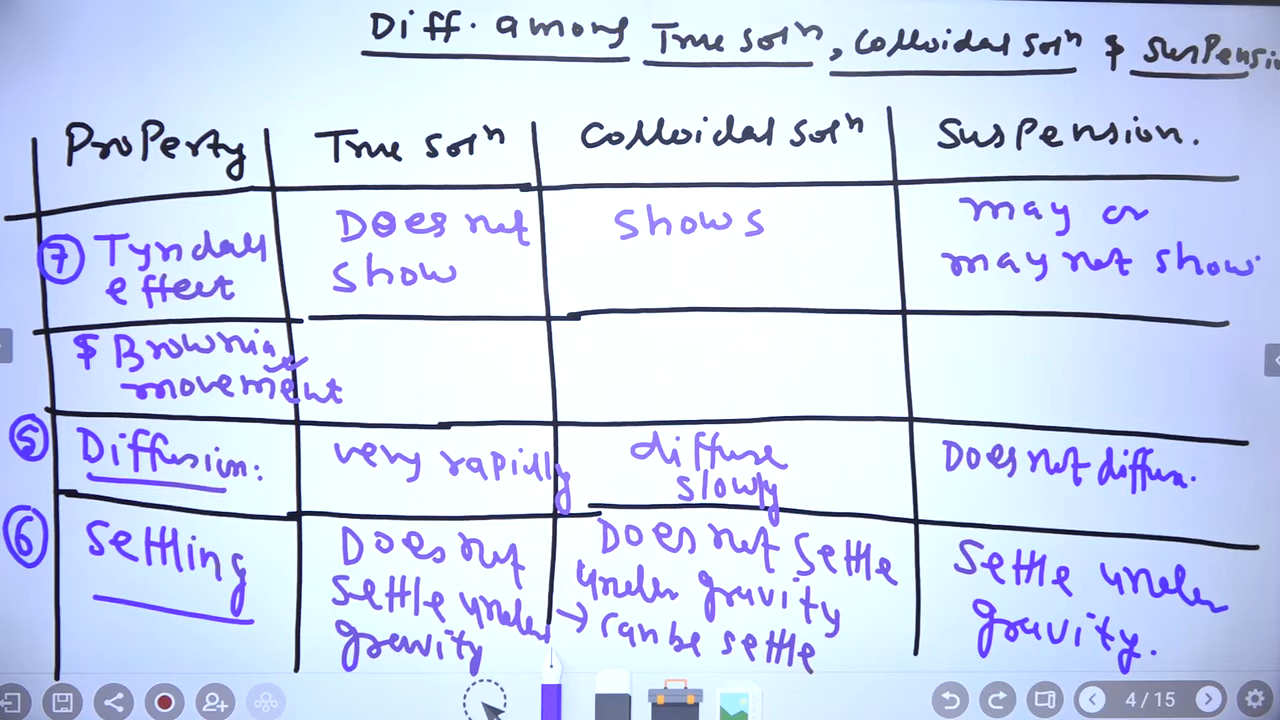 Diff. among True solⁿ, Colloidal solⁿ & Suspensio
Property True solⁿ Colloidal solⁿ Suspension.
⑦ Tyndall effect
Does not show
shows
may or may not show.
$ Brownian movement
⑤ Diffusion.
very rapidly
diffuse slowly
Does not diffuse.
⑥ Settling
Does not settle under gravity
Does not settle under gravity
→ can be settle
Settle under gravity.
4/15